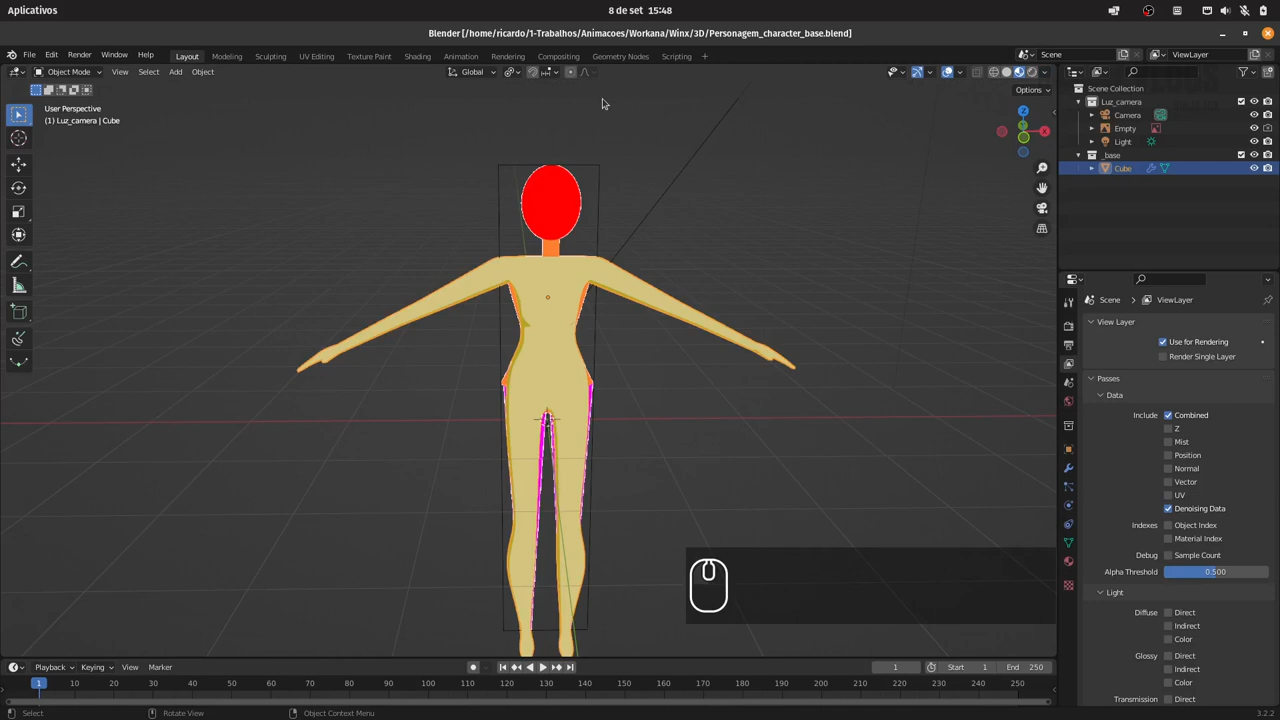 Aplicativos
8 de set 15:48
Blender [/home/ricardo/1-Trabalhos/Animacoes/Workana/Winx/3D/Personagem_character_base.blend]
File Edit Render Window Help Layout Modeling Sculpting UV Editing Texture Paint Shading Animation Rendering Compositing Geometry Nodes Scripting Scene ViewLayer
Object Mode View Select Add Object Global
Options
User Perspective
(1) Luz_camera | Cube
Scene Collection
Luz_camera
Camera
Empty
Light
_base
Cube
X
Scene ViewLayer
View Layer
Use for Rendering
Render Single Layer
Passes
Data
Include Combined
Z
Mist
Position
Normal
Vector
UV
Denoising Data
Indexes Object Index
Material Index
Debug Sample Count
Alpha Threshold 0.500
Light
Diffuse Direct
Indirect
Color
Glossy Direct
Indirect
Color
Transmission Direct
Playback Keying View Marker 1 Start 1 End 250
1 10 20 30 40 50 60 70 80 90 100 110 120 130 140 150 160 170 180 190 200 210 220 230 240 250
Select Rotate View Object Context Menu 3.2.2